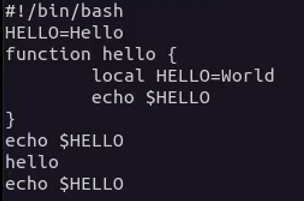 #!/bin/bash
HELLO=Hello
function hello {
        local HELLO=World
        echo $HELLO
}
echo $HELLO
hello
echo $HELLO